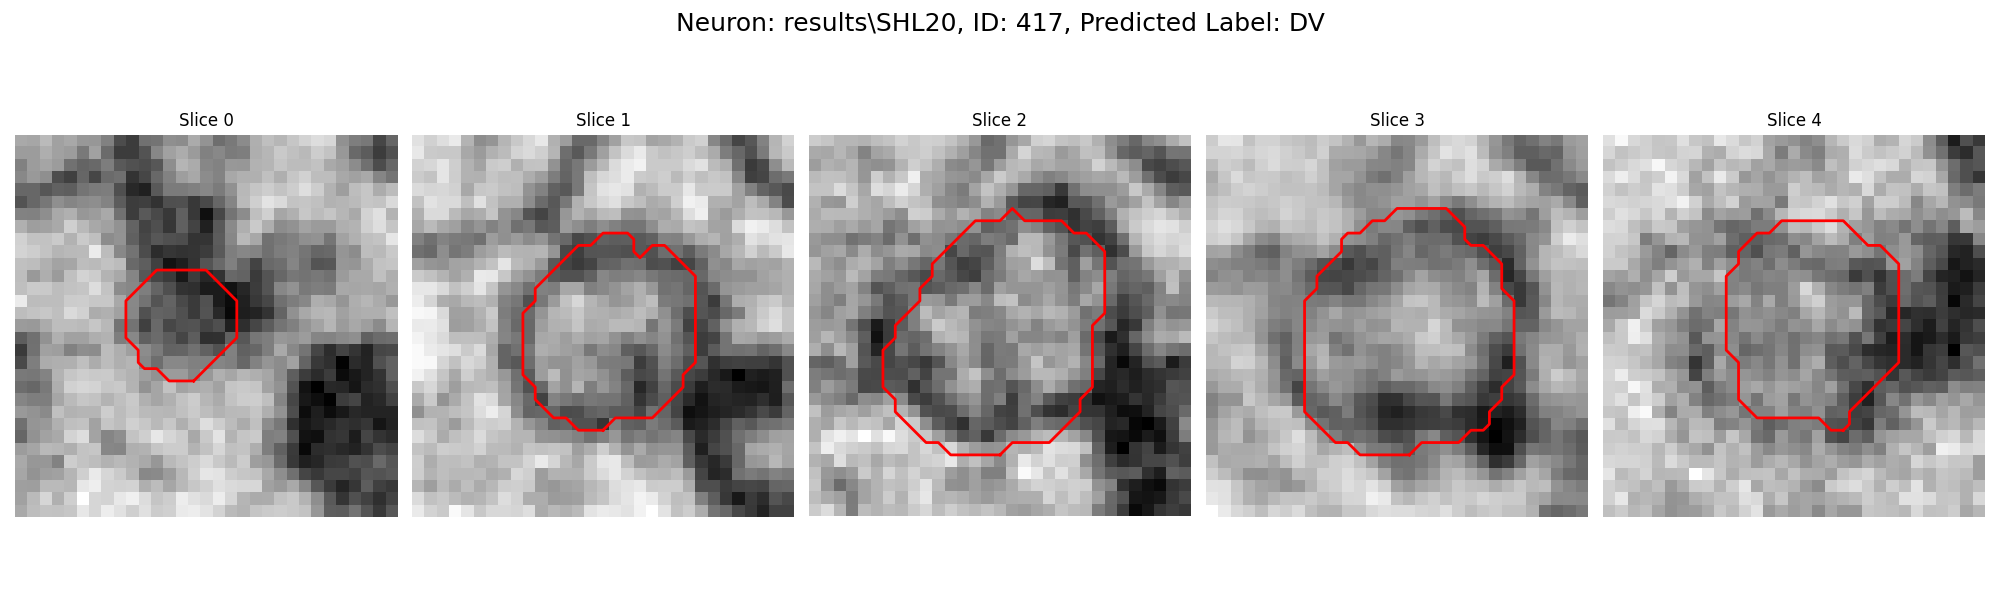 Neuron: results\SHL20, ID: 417, Predicted Label: DV
Slice 0
Slice 1
Slice 2
Slice 3
Slice 4